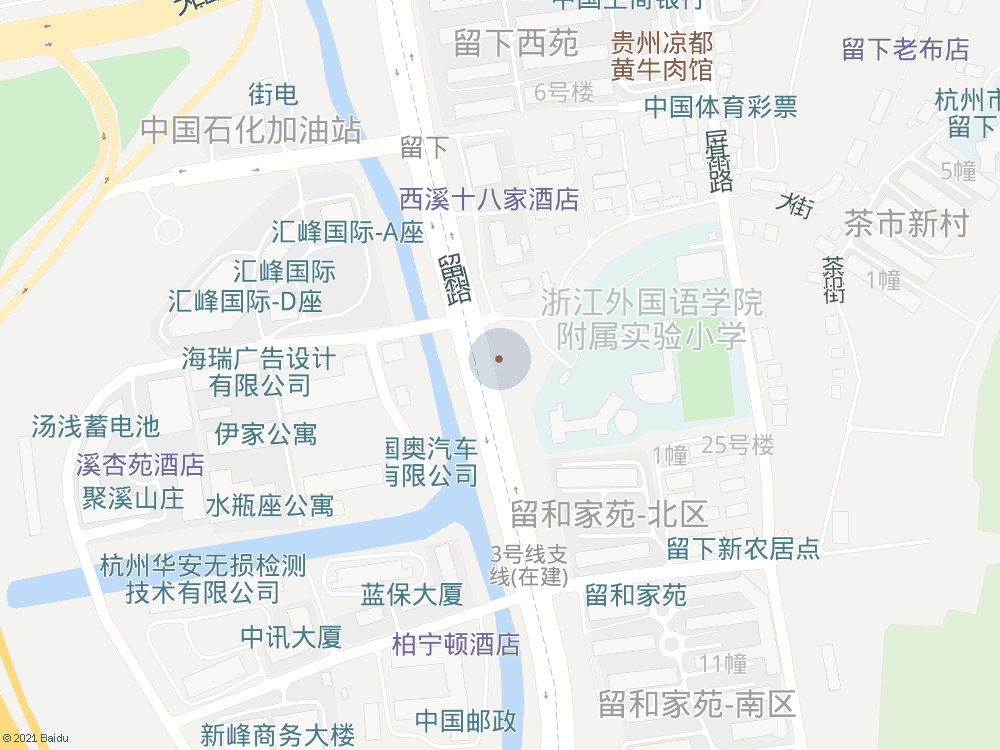 中国工商银行
留下西苑
贵州凉都
黄牛肉馆
留下老布店
6号楼
街电
中国体育彩票
杭州市
留下
中国石化加油站
留下
屏基路
5幢
西溪十八家酒店
大街
茶市新村
汇峰国际-A座
留和路
汇峰国际
茶市街
1幢
汇峰国际-D座
浙江外国语学院
附属实验小学
海瑞广告设计
有限公司
汤浅蓄电池
伊家公寓
国奥汽车
有限公司
25号楼
1幢
溪杏苑酒店
聚溪山庄
水瓶座公寓
留和家苑-北区
3号线支
线(在建)
留下新农居点
杭州华安无损检测
技术有限公司
蓝保大厦
留和家苑
中讯大厦
柏宁顿酒店
11幢
留和家苑-南区
中国邮政
新峰商务大楼
© 2021 Baidu